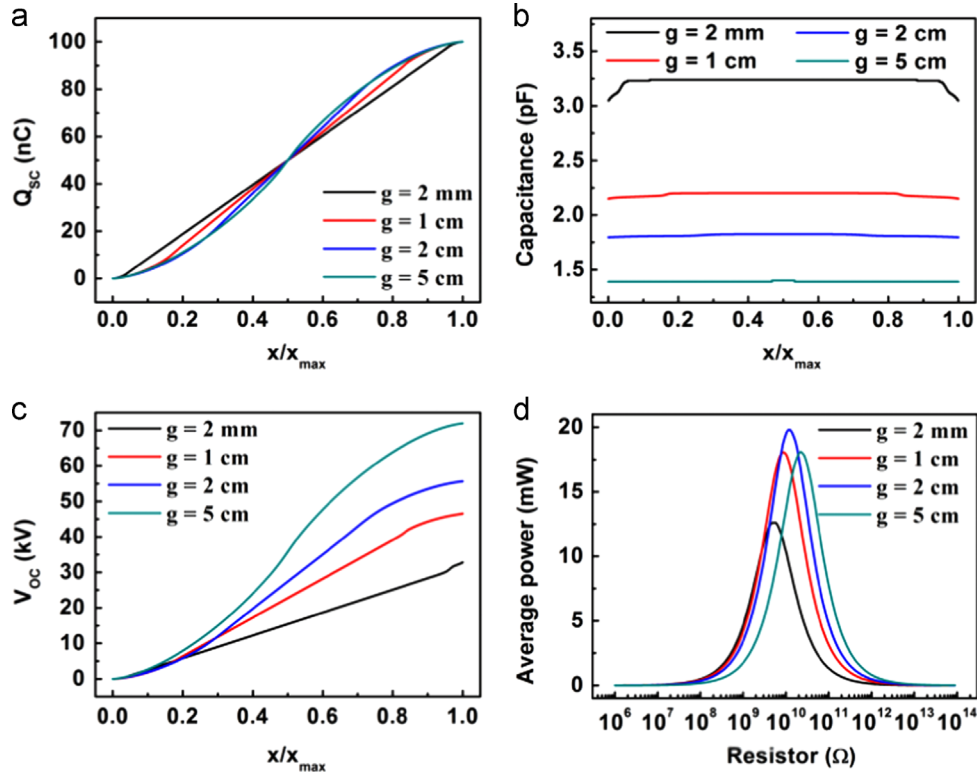 a
100
80
60
40
20
0
Q_SC (nC)
g = 2 mm
g = 1 cm
g = 2 cm
g = 5 cm
0.0 0.2 0.4 0.6 0.8 1.0
x/x_max
b
g = 2 mm g = 2 cm
g = 1 cm g = 5 cm
3.5
3.0
2.5
2.0
1.5
Capacitance (pF)
0.0 0.2 0.4 0.6 0.8 1.0
x/x_max
c
70
60
50
40
30
20
10
0
V_OC (kV)
g = 2 mm
g = 1 cm
g = 2 cm
g = 5 cm
0.0 0.2 0.4 0.6 0.8 1.0
x/x_max
d
20
15
10
5
0
Average power (mW)
g = 2 mm
g = 1 cm
g = 2 cm
g = 5 cm
10^6 10^7 10^8 10^9 10^10 10^11 10^12 10^13 10^14
Resistor (Ω)